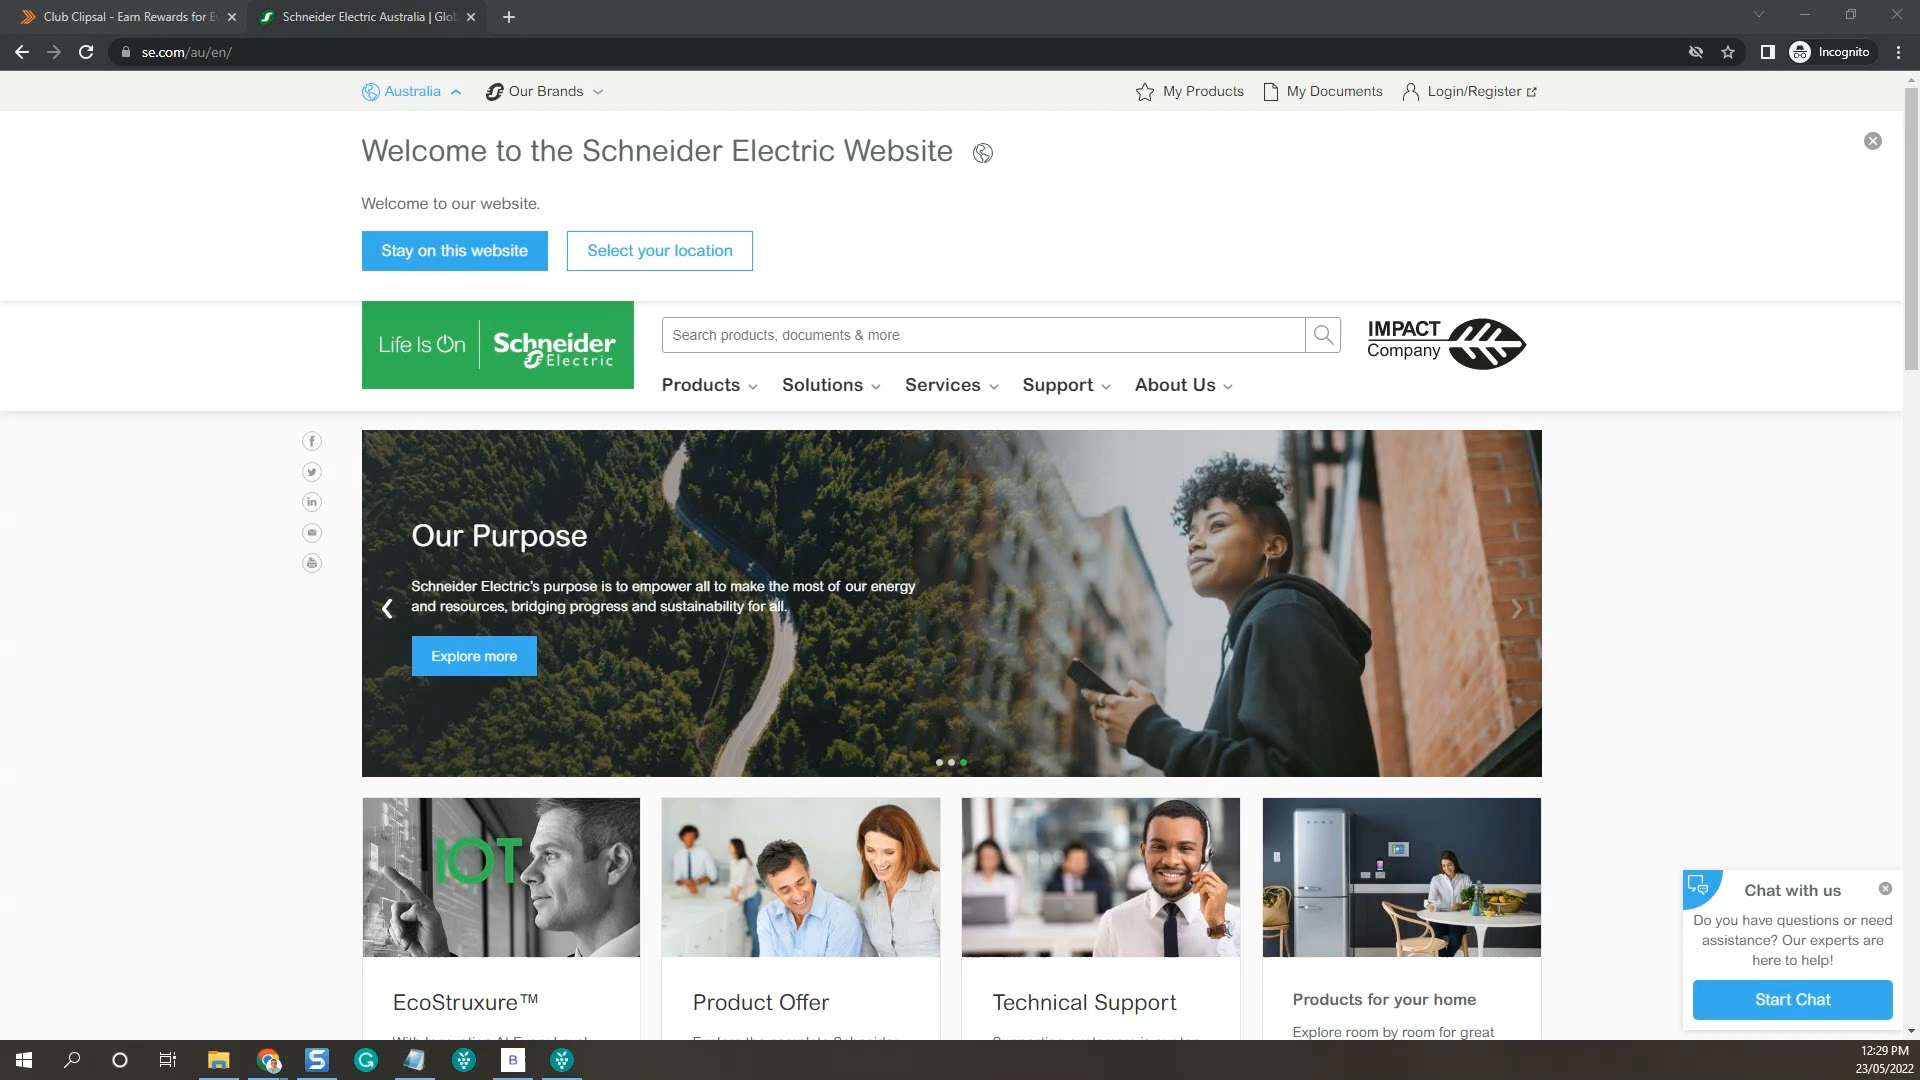 Club Clipsal - Earn Rewards for E
Schneider Electric Australia | Glob
se.com/au/en/
Incognito
Australia
Our Brands
My Products
My Documents
Login/Register
Welcome to the Schneider Electric Website
Welcome to our website.
Stay on this website
Select your location
Life Is On
Schneider
Electric
Search products, documents & more
IMPACT
Company
Products
Solutions
Services
Support
About Us
Our Purpose
Schneider Electric's purpose is to empower all to make the most of our energy
and resources, bridging progress and sustainability for all.
Explore more
IOT
EcoStruxure™
Product Offer
Technical Support
Products for your home
Explore room by room for great
Chat with us
Do you have questions or need
assistance? Our experts are
here to help!
Start Chat
12:29 PM
23/05/2022